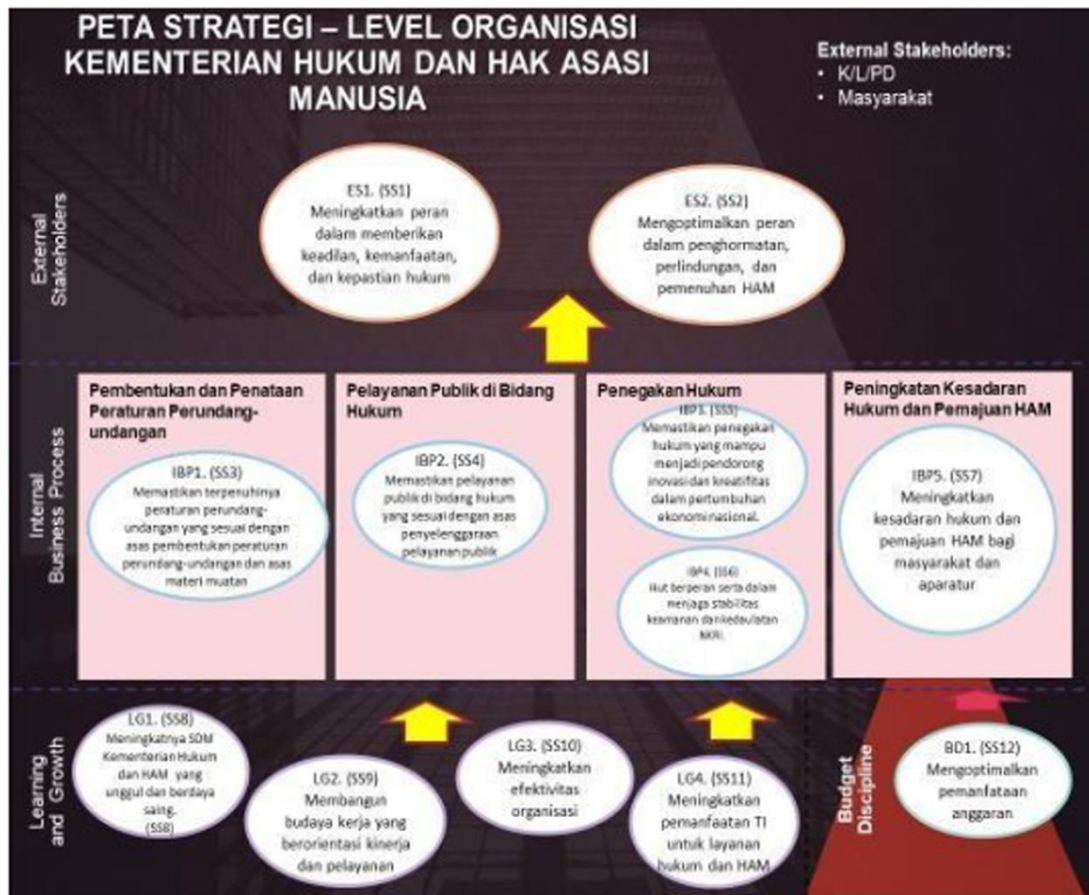 PETA STRATEGI – LEVEL ORGANISASI
KEMENTERIAN HUKUM DAN HAK ASASI
MANUSIA
External Stakeholders:
• K/L/PD
• Masyarakat
External
Stakeholders
ES1. (SS1)
Meningkatkan peran
dalam memberikan
keadilan, kemanfaatan,
dan kepastian hukum
ES2. (SS2)
Mengoptimalkan peran
dalam penghormatan,
perlindungan, dan
pemenuhan HAM
Internal
Business Process
Pembentukan dan Penataan
Peraturan Perundang-
undangan
IBP1. (SS3)
Memastikan terpenuhinya
peraturan perundang-
undangan yang sesuai dengan
asas pembentukan peraturan
perundang-undangan dan asas
materi muatan
Pelayanan Publik di Bidang
Hukum
IBP2. (SS4)
Memastikan pelayanan
publik di bidang hukum
yang sesuai dengan asas
penyelenggaraan
pelayanan publik
Penegakan Hukum
IBP3. (SS5)
Memastikan penegakan
hukum yang mampu
menjadi pendorong
inovasi dan kreatifitas
dalam pertumbuhan
ekonomi nasional.
IBP4. (SS6)
Ikut berperan serta dalam
menjaga stabilitas
keamanan dan kedaulatan
NKRI.
Peningkatan Kesadaran
Hukum dan Pemajuan HAM
IBP5. (SS7)
Meningkatkan
kesadaran hukum dan
pemajuan HAM bagi
masyarakat dan
aparatur
Learning
and Growth
LG1. (SS8)
Meningkatnya SDM
Kementerian Hukum
dan HAM yang
unggul dan berdaya
saing.
(SS8)
LG2. (SS9)
Membangun
budaya kerja yang
berorientasi kinerja
dan pelayanan
LG3. (SS10)
Meningkatkan
efektivitas
organisasi
LG4. (SS11)
Meningkatkan
pemanfaatan TI
untuk layanan
hukum dan HAM
Budget
Discipline
BD1. (SS12)
Mengoptimalkan
pemanfataan
anggaran